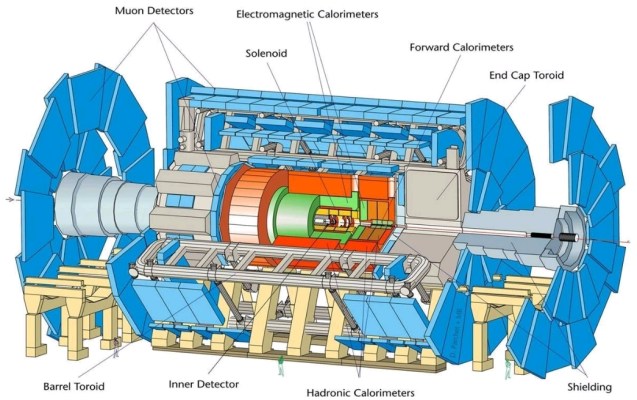 Muon Detectors
Electromagnetic Calorimeters
Solenoid
Forward Calorimeters
End Cap Toroid
Barrel Toroid
Inner Detector
Hadronic Calorimeters
Shielding